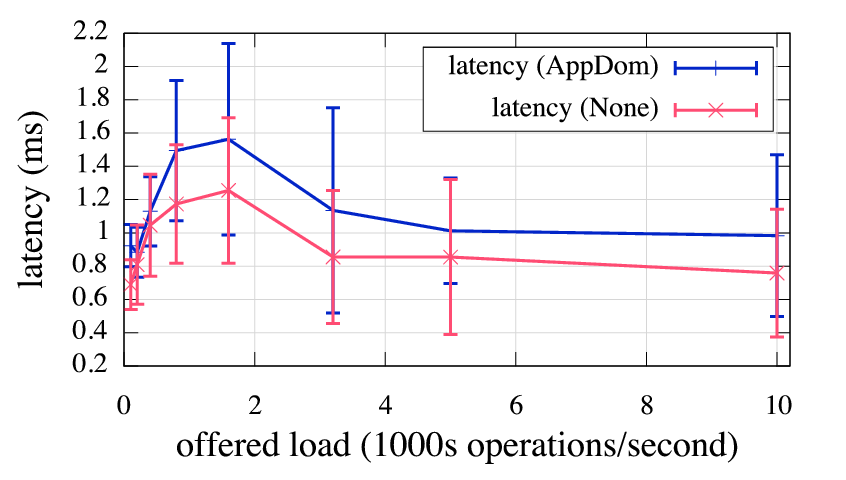 2.2
2
1.8
1.6
1.4
1.2
1
0.8
0.6
0.4
0.2
latency (ms)
latency (AppDom)
latency (None)
0 2 4 6 8 10
offered load (1000s operations/second)